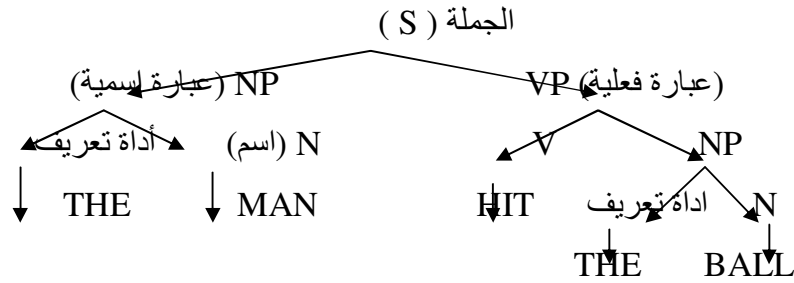 الجملة ( S )
NP (عبارة اسمية) VP (عبارة فعلية)
أداة تعريف N (اسم) V NP
THE MAN HIT اداة تعريف N
THE BALL